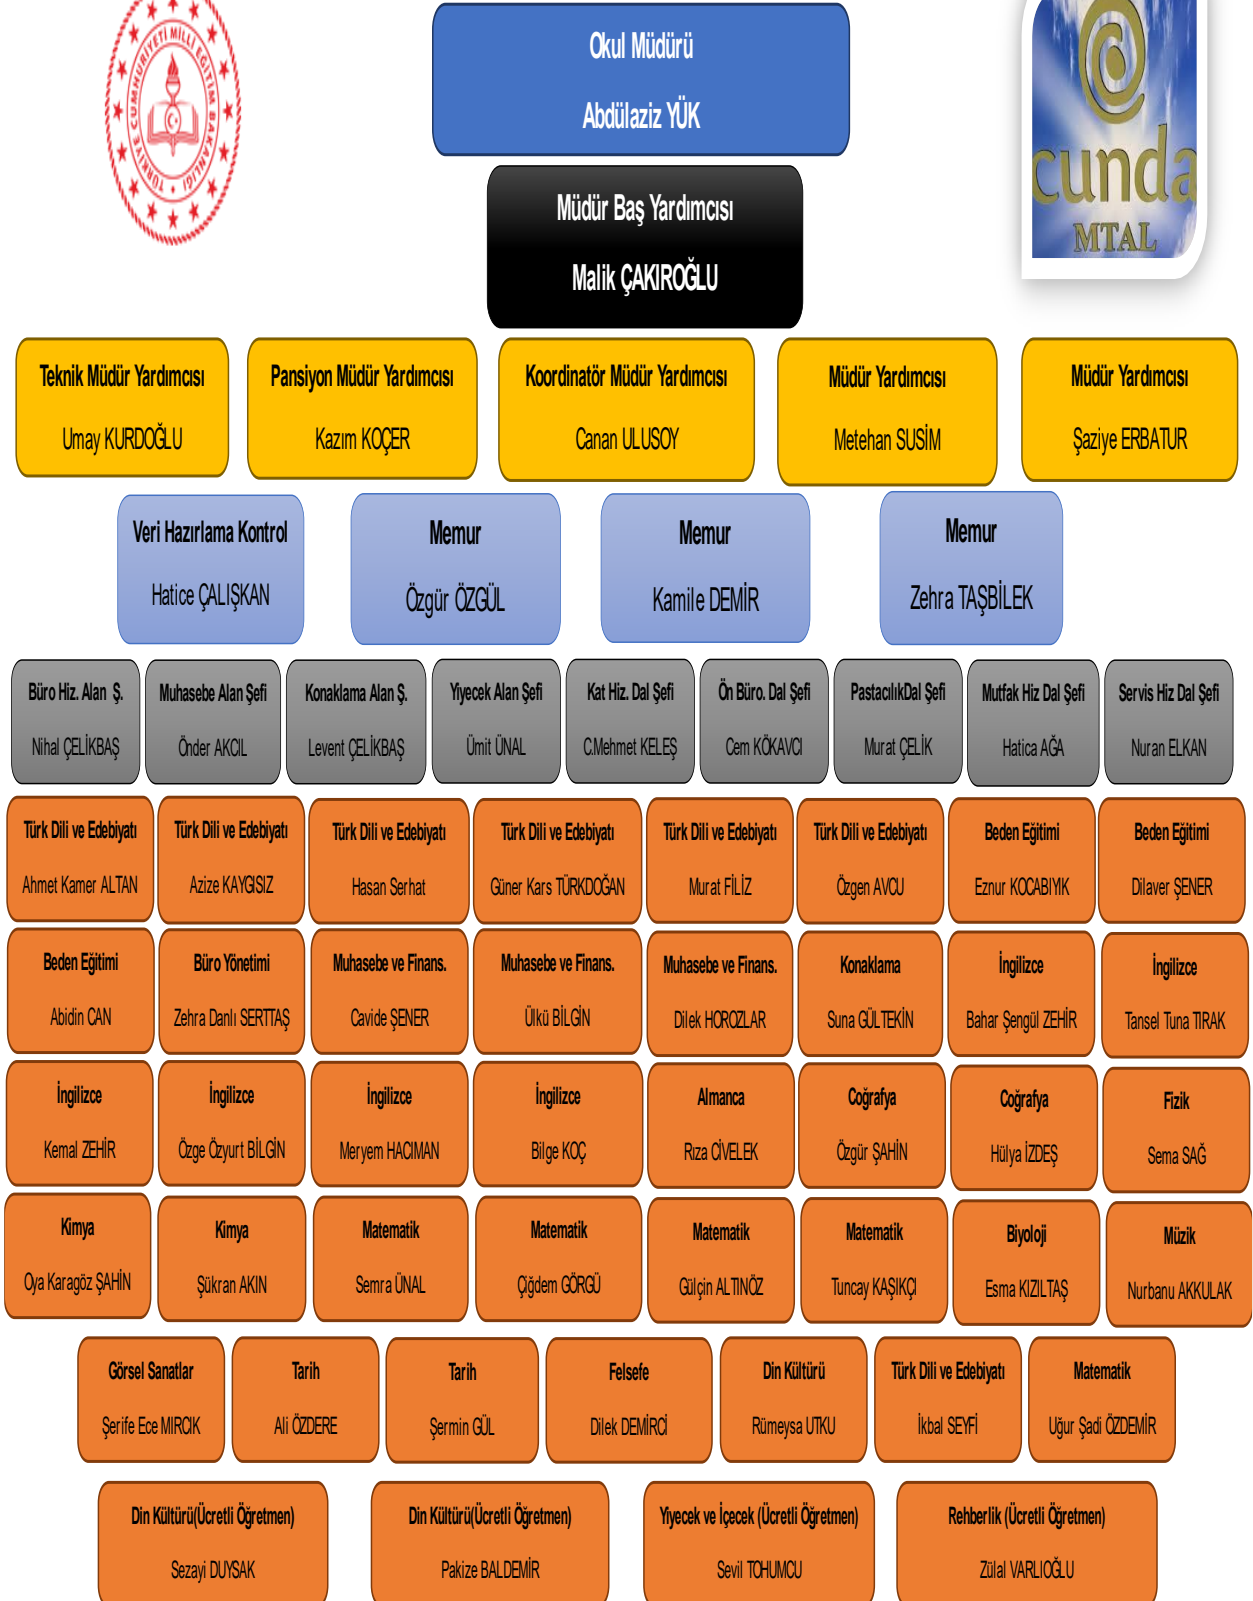 TÜRKİYE CUMHURİYETİ MİLLİ EĞİTİM BAKANLIĞI
Okul Müdürü
Abdülaziz YÜK
cunda
MTAL
Müdür Baş Yardımcısı
Malik ÇAKIROĞLU
Teknik Müdür Yardımcısı
Umay KURDOĞLU
Pansiyon Müdür Yardımcısı
Kazım KOÇER
Koordinatör Müdür Yardımcısı
Canan ULUSOY
Müdür Yardımcısı
Metehan SUSİM
Müdür Yardımcısı
Şaziye ERBATUR
Veri Hazırlama Kontrol
Hatice ÇALIŞKAN
Memur
Özgür ÖZGÜL
Memur
Kamile DEMİR
Memur
Zehra TAŞBİLEK
Büro Hiz. Alan Ş.
Nihal ÇELİKBAŞ
Muhasebe Alan Şefi
Önder AKCIL
Konaklama Alan Ş.
Levent ÇELİKBAŞ
Yiyecek Alan Şefi
Ümit ÜNAL
Kat Hiz. Dal Şefi
C.Mehmet KELEŞ
Ön Büro. Dal Şefi
Cem KÖKAVCI
PastacılıkDal Şefi
Murat ÇELİK
Mutfak Hiz Dal Şefi
Hatica AĞA
Servis Hiz Dal Şefi
Nuran ELKAN
Türk Dili ve Edebiyatı
Ahmet Kamer ALTAN
Türk Dili ve Edebiyatı
Azize KAYGISIZ
Türk Dili ve Edebiyatı
Hasan Serhat
Türk Dili ve Edebiyatı
Güner Kars TÜRKDOĞAN
Türk Dili ve Edebiyatı
Murat FİLİZ
Türk Dili ve Edebiyatı
Özgen AVCU
Beden Eğitimi
Eznur KOCABIYIK
Beden Eğitimi
Dilaver ŞENER
Beden Eğitimi
Abidin CAN
Büro Yönetimi
Zehra Danlı SERTTAŞ
Muhasebe ve Finans.
Cavide ŞENER
Muhasebe ve Finans.
Ülkü BİLGİN
Muhasebe ve Finans.
Dilek HOROZLAR
Konaklama
Suna GÜLTEKİN
İngilizce
Bahar Şengül ZEHİR
İngilizce
Tansel Tuna TIRAK
İngilizce
Kemal ZEHİR
İngilizce
Özge Özyurt BİLGİN
İngilizce
Meryem HACIMAN
İngilizce
Bilge KOÇ
Almanca
Rıza CİVELEK
Coğrafya
Özgür ŞAHİN
Coğrafya
Hülya İZDEŞ
Fizik
Sema SAĞ
Kimya
Oya Karagöz ŞAHİN
Kimya
Şükran AKIN
Matematik
Semra ÜNAL
Matematik
Çiğdem GÖRGÜ
Matematik
Gülçin ALTINÖZ
Matematik
Tuncay KAŞIKÇI
Biyoloji
Esma KIZILTAŞ
Müzik
Nurbanu AKKULAK
Görsel Sanatlar
Şerife Ece MIRCIK
Tarih
Ali ÖZDERE
Tarih
Şermin GÜL
Felsefe
Dilek DEMİRCİ
Din Kültürü
Rümeysa UTKU
Türk Dili ve Edebiyatı
İkbal SEYFİ
Matematik
Uğur Şadi ÖZDEMİR
Din Kültürü(Ücretli Öğretmen)
Sezayi DUYSAK
Din Kültürü(Ücretli Öğretmen)
Pakize BALDEMİR
Yiyecek ve İçecek (Ücretli Öğretmen)
Sevil TOHUMCU
Rehberlik (Ücretli Öğretmen)
Zülal VARLIOĞLU